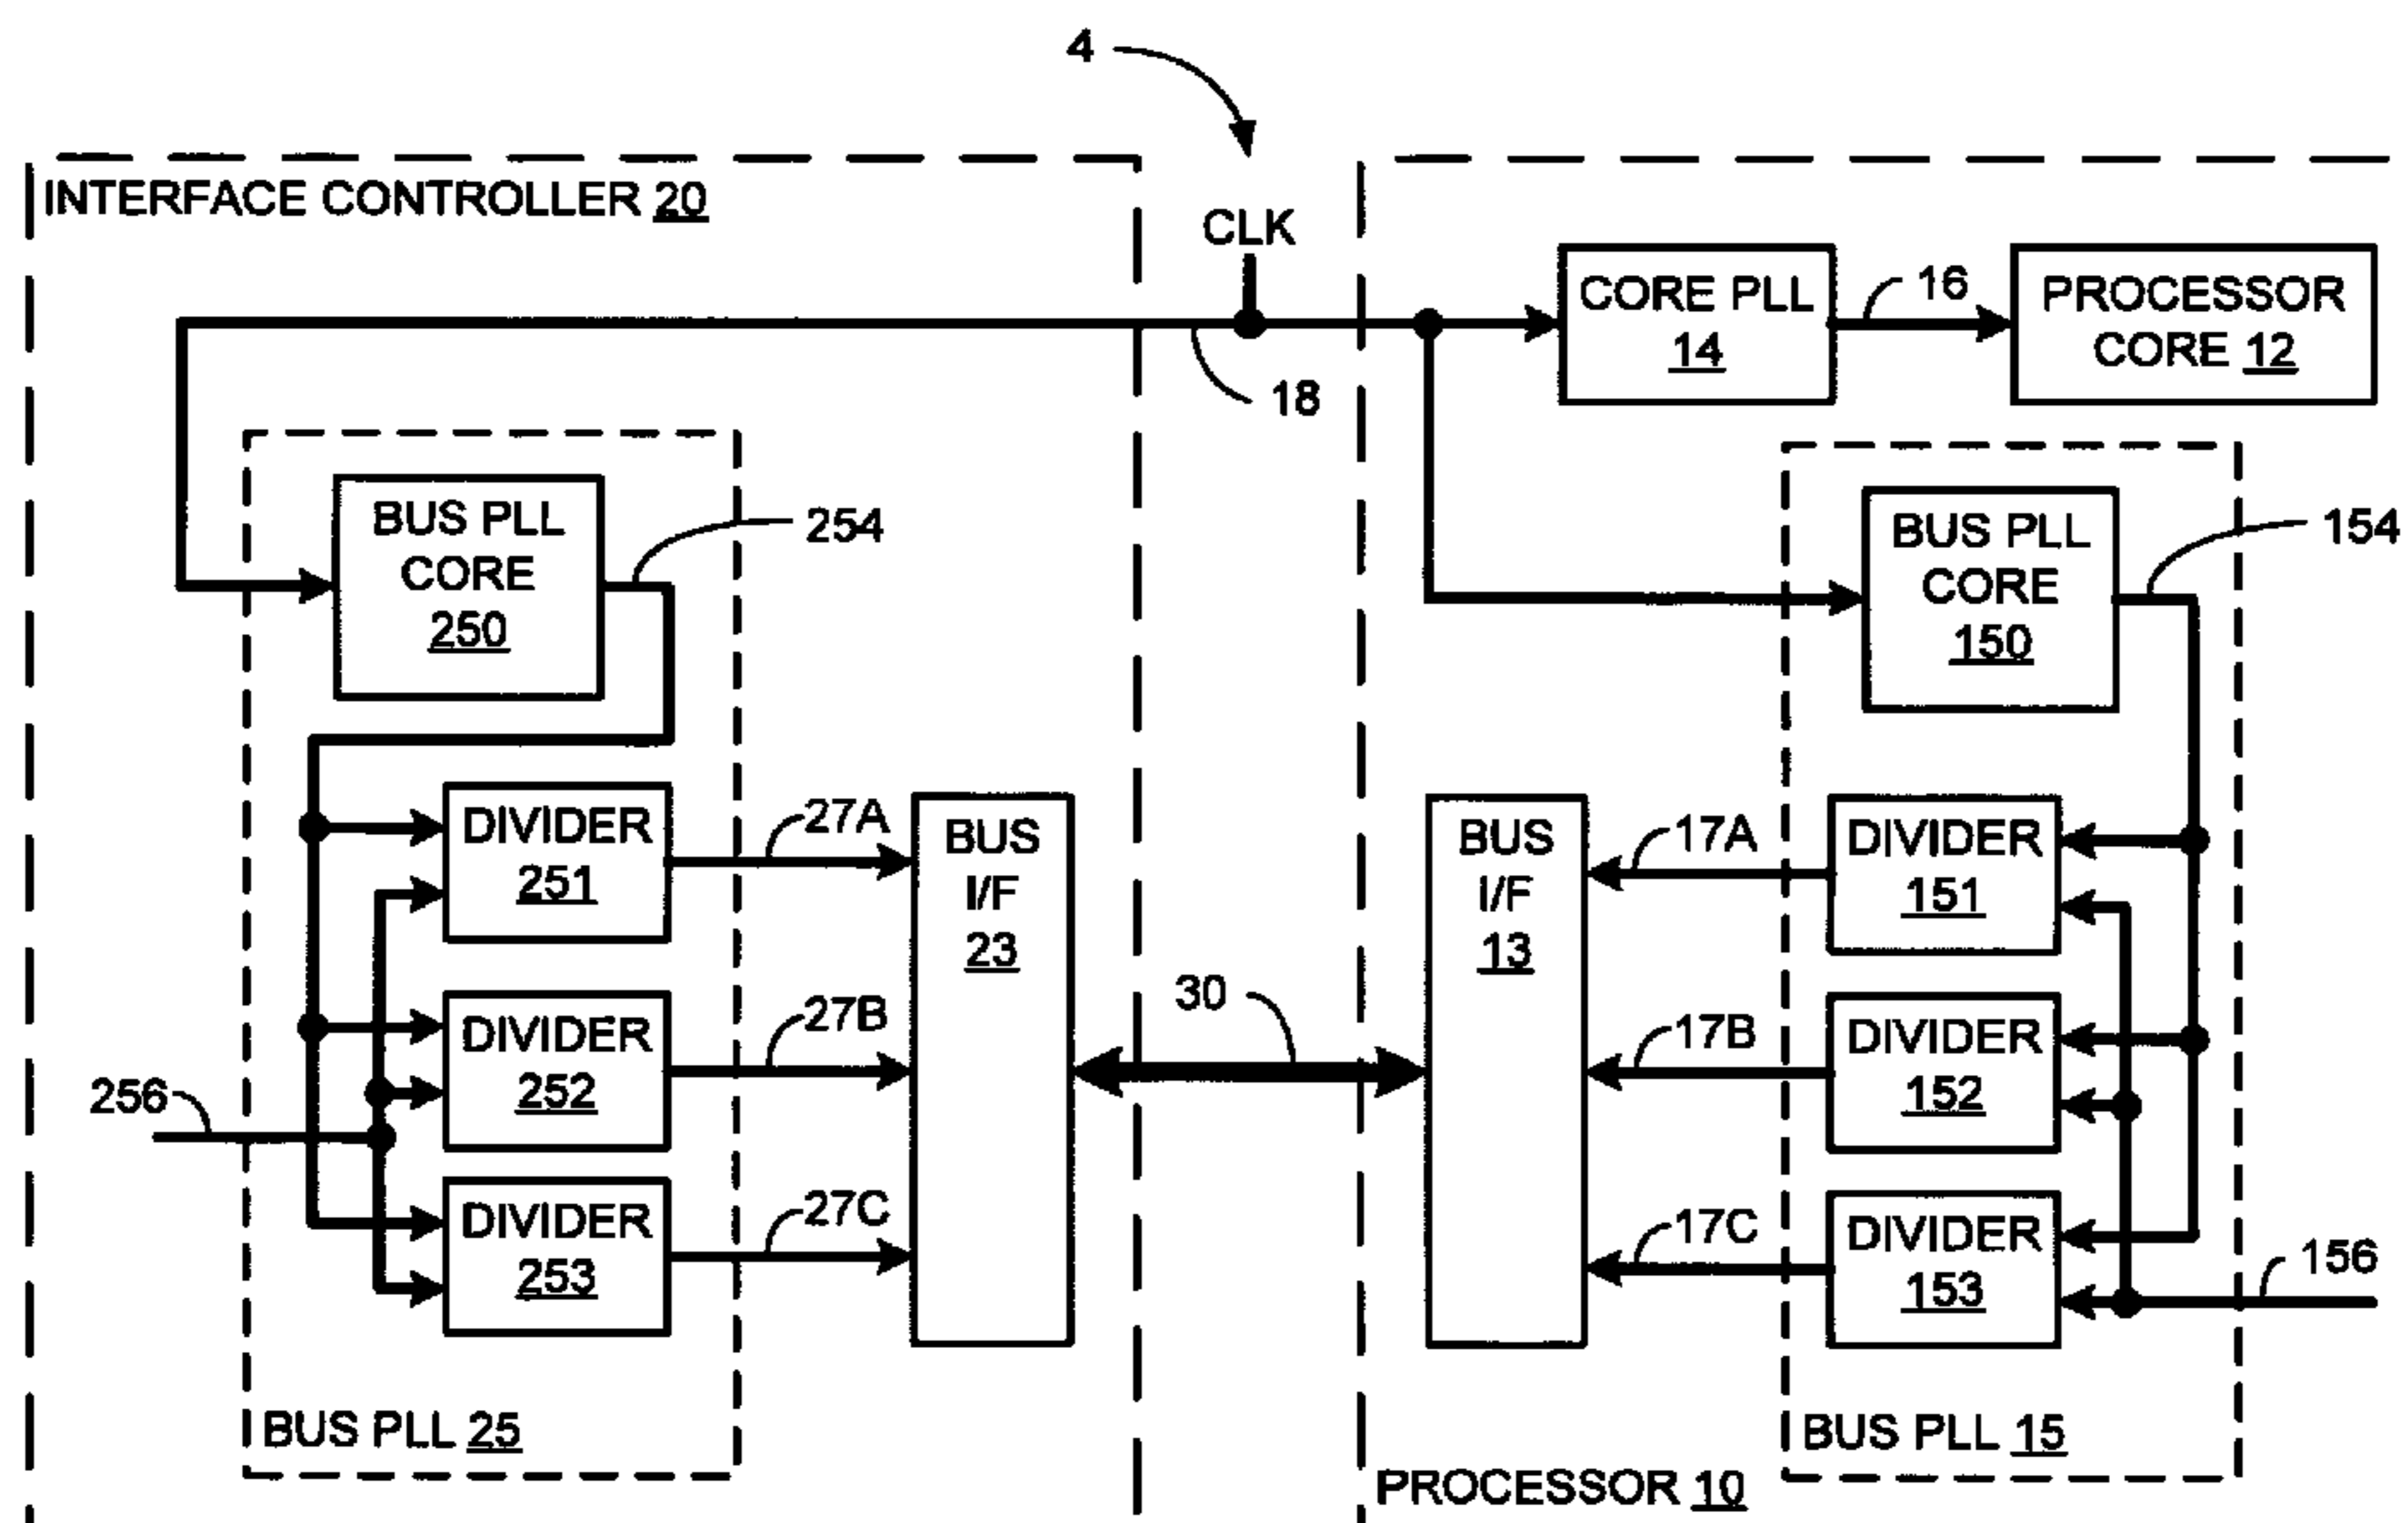 4
INTERFACE CONTROLLER 20
CLK
CORE PLL
14
16
PROCESSOR
CORE 12
18
BUS PLL
CORE
250
254
BUS PLL
CORE
150
154
DIVIDER
251
27A
BUS
I/F
23
BUS
I/F
13
17A
DIVIDER
151
30
DIVIDER
252
27B
17B
DIVIDER
152
256
DIVIDER
253
27C
17C
DIVIDER
153
156
BUS PLL 25
BUS PLL 15
PROCESSOR 10